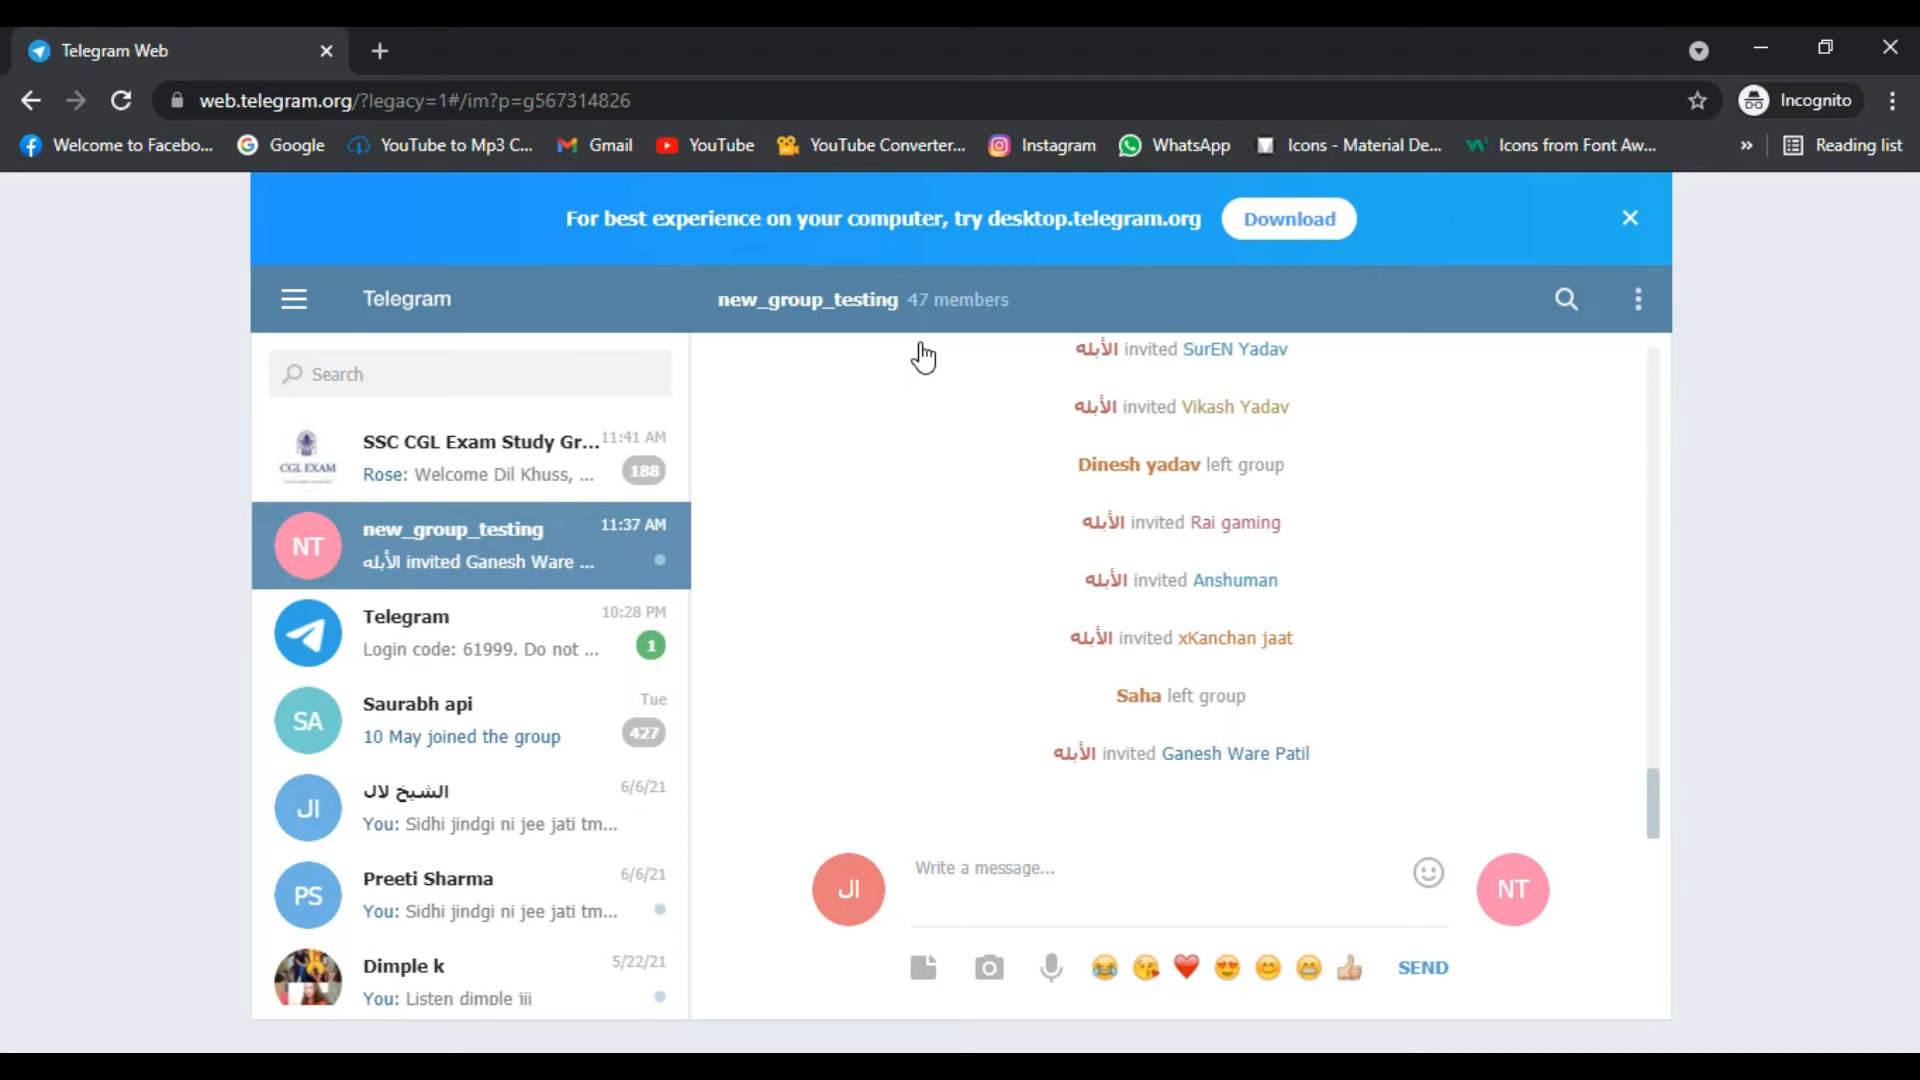 Telegram Web
web.telegram.org/?legacy=1#/im?p=g567314826
Incognito
Welcome to Facebo... Google YouTube to Mp3 C... Gmail YouTube YouTube Converter... Instagram WhatsApp Icons - Material De... Icons from Font Aw... » Reading list
For best experience on your computer, try desktop.telegram.org Download
Telegram
new_group_testing 47 members
Search
CGL EXAM
SSC CGL Exam Study Gr... 11:41 AM
Rose: Welcome Dil Khuss, ... 188
NT
new_group_testing 11:37 AM
الأبله invited Ganesh Ware ...
Telegram 10:28 PM
Login code: 61999. Do not ... 1
SA
Saurabh api Tue
10 May joined the group 427
ال
الشيخ لال 6/6/21
You: Sidhi jindgi ni jee jati tm...
PS
Preeti Sharma 6/6/21
You: Sidhi jindgi ni jee jati tm...
Dimple k 5/22/21
You: Listen dimple iii
الأبله invited SurEN Yadav
الأبله invited Vikash Yadav
Dinesh yadav left group
الأبله invited Rai gaming
الأبله invited Anshuman
الأبله invited xKanchan jaat
Saha left group
الأبله invited Ganesh Ware Patil
ال
Write a message...
NT
SEND